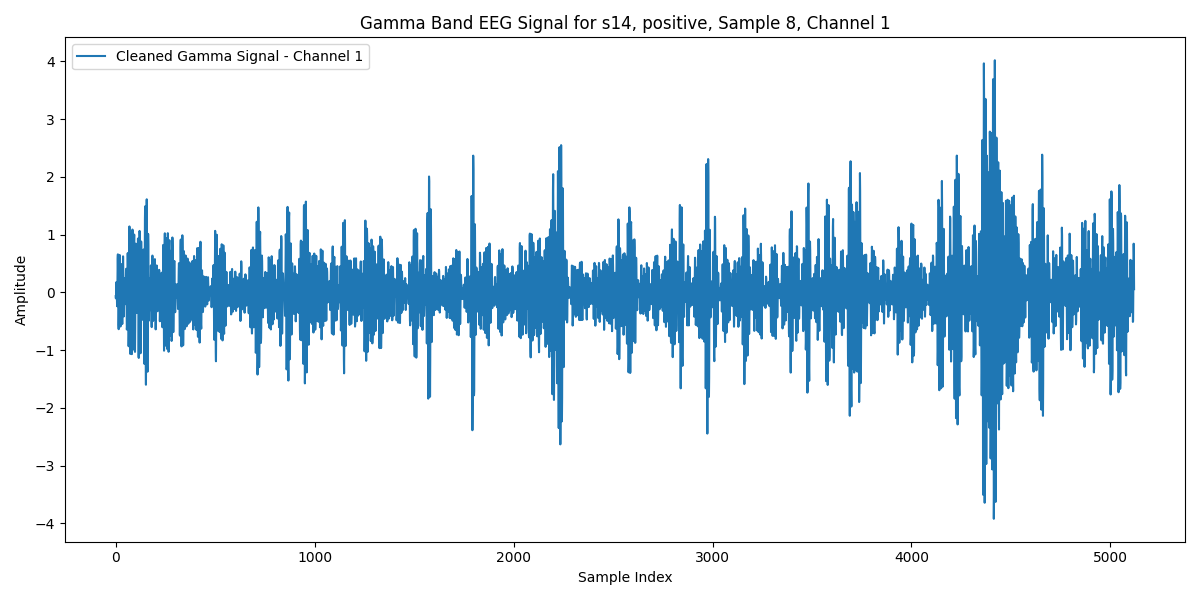 Gamma Band EEG Signal for s14, positive, Sample 8, Channel 1
Cleaned Gamma Signal - Channel 1
4
3
2
1
0
−1
−2
−3
−4
Amplitude
0 1000 2000 3000 4000 5000
Sample Index